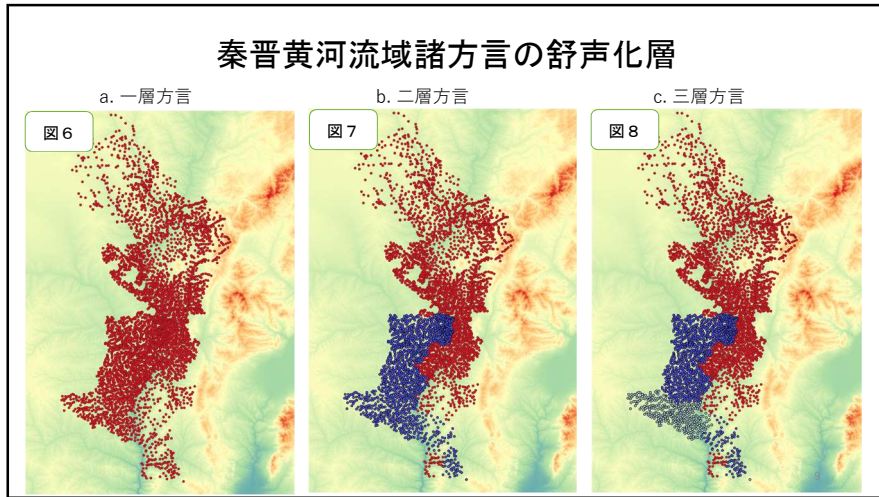 秦晋黄河流域諸方言の舒声化層
a. 一層方言
b. 二層方言
c. 三層方言
図６
図７
図８
9